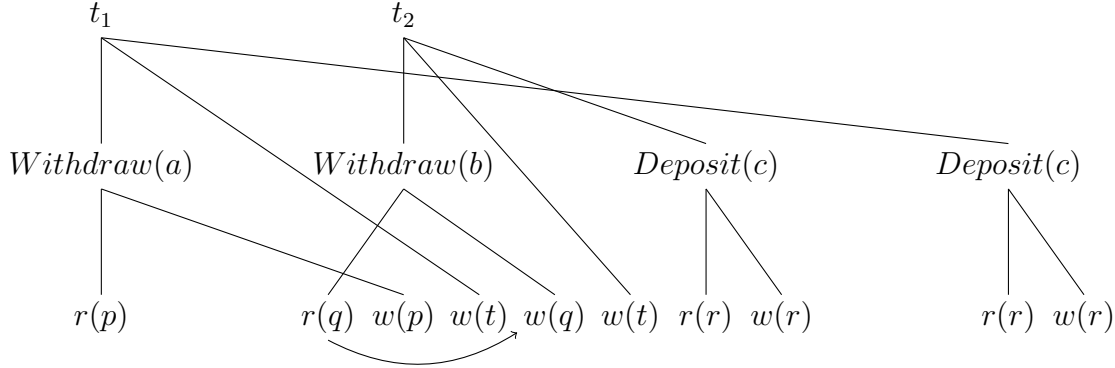 t₁ t₂
Withdraw(a) Withdraw(b) Deposit(c) Deposit(c)
r(p) r(q) w(p) w(t) w(q) w(t) r(r) w(r) r(r) w(r)